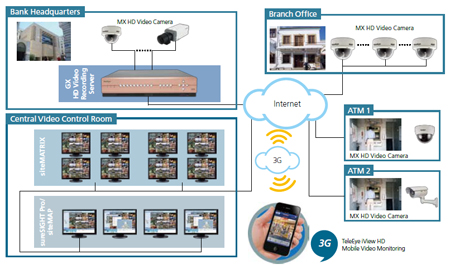 Bank Headquarters
MX HD Video Camera
GX
HD Video
Recording
Server
Branch Office
MX HD Video Camera
Internet
3G
Central Video Control Room
siteMATRIX
sureSIGHT Pro/
siteMAP
ATM 1
MX HD Video Camera
ATM 2
MX HD Video Camera
3G
TeleEye iView HD
Mobile Video Monitoring